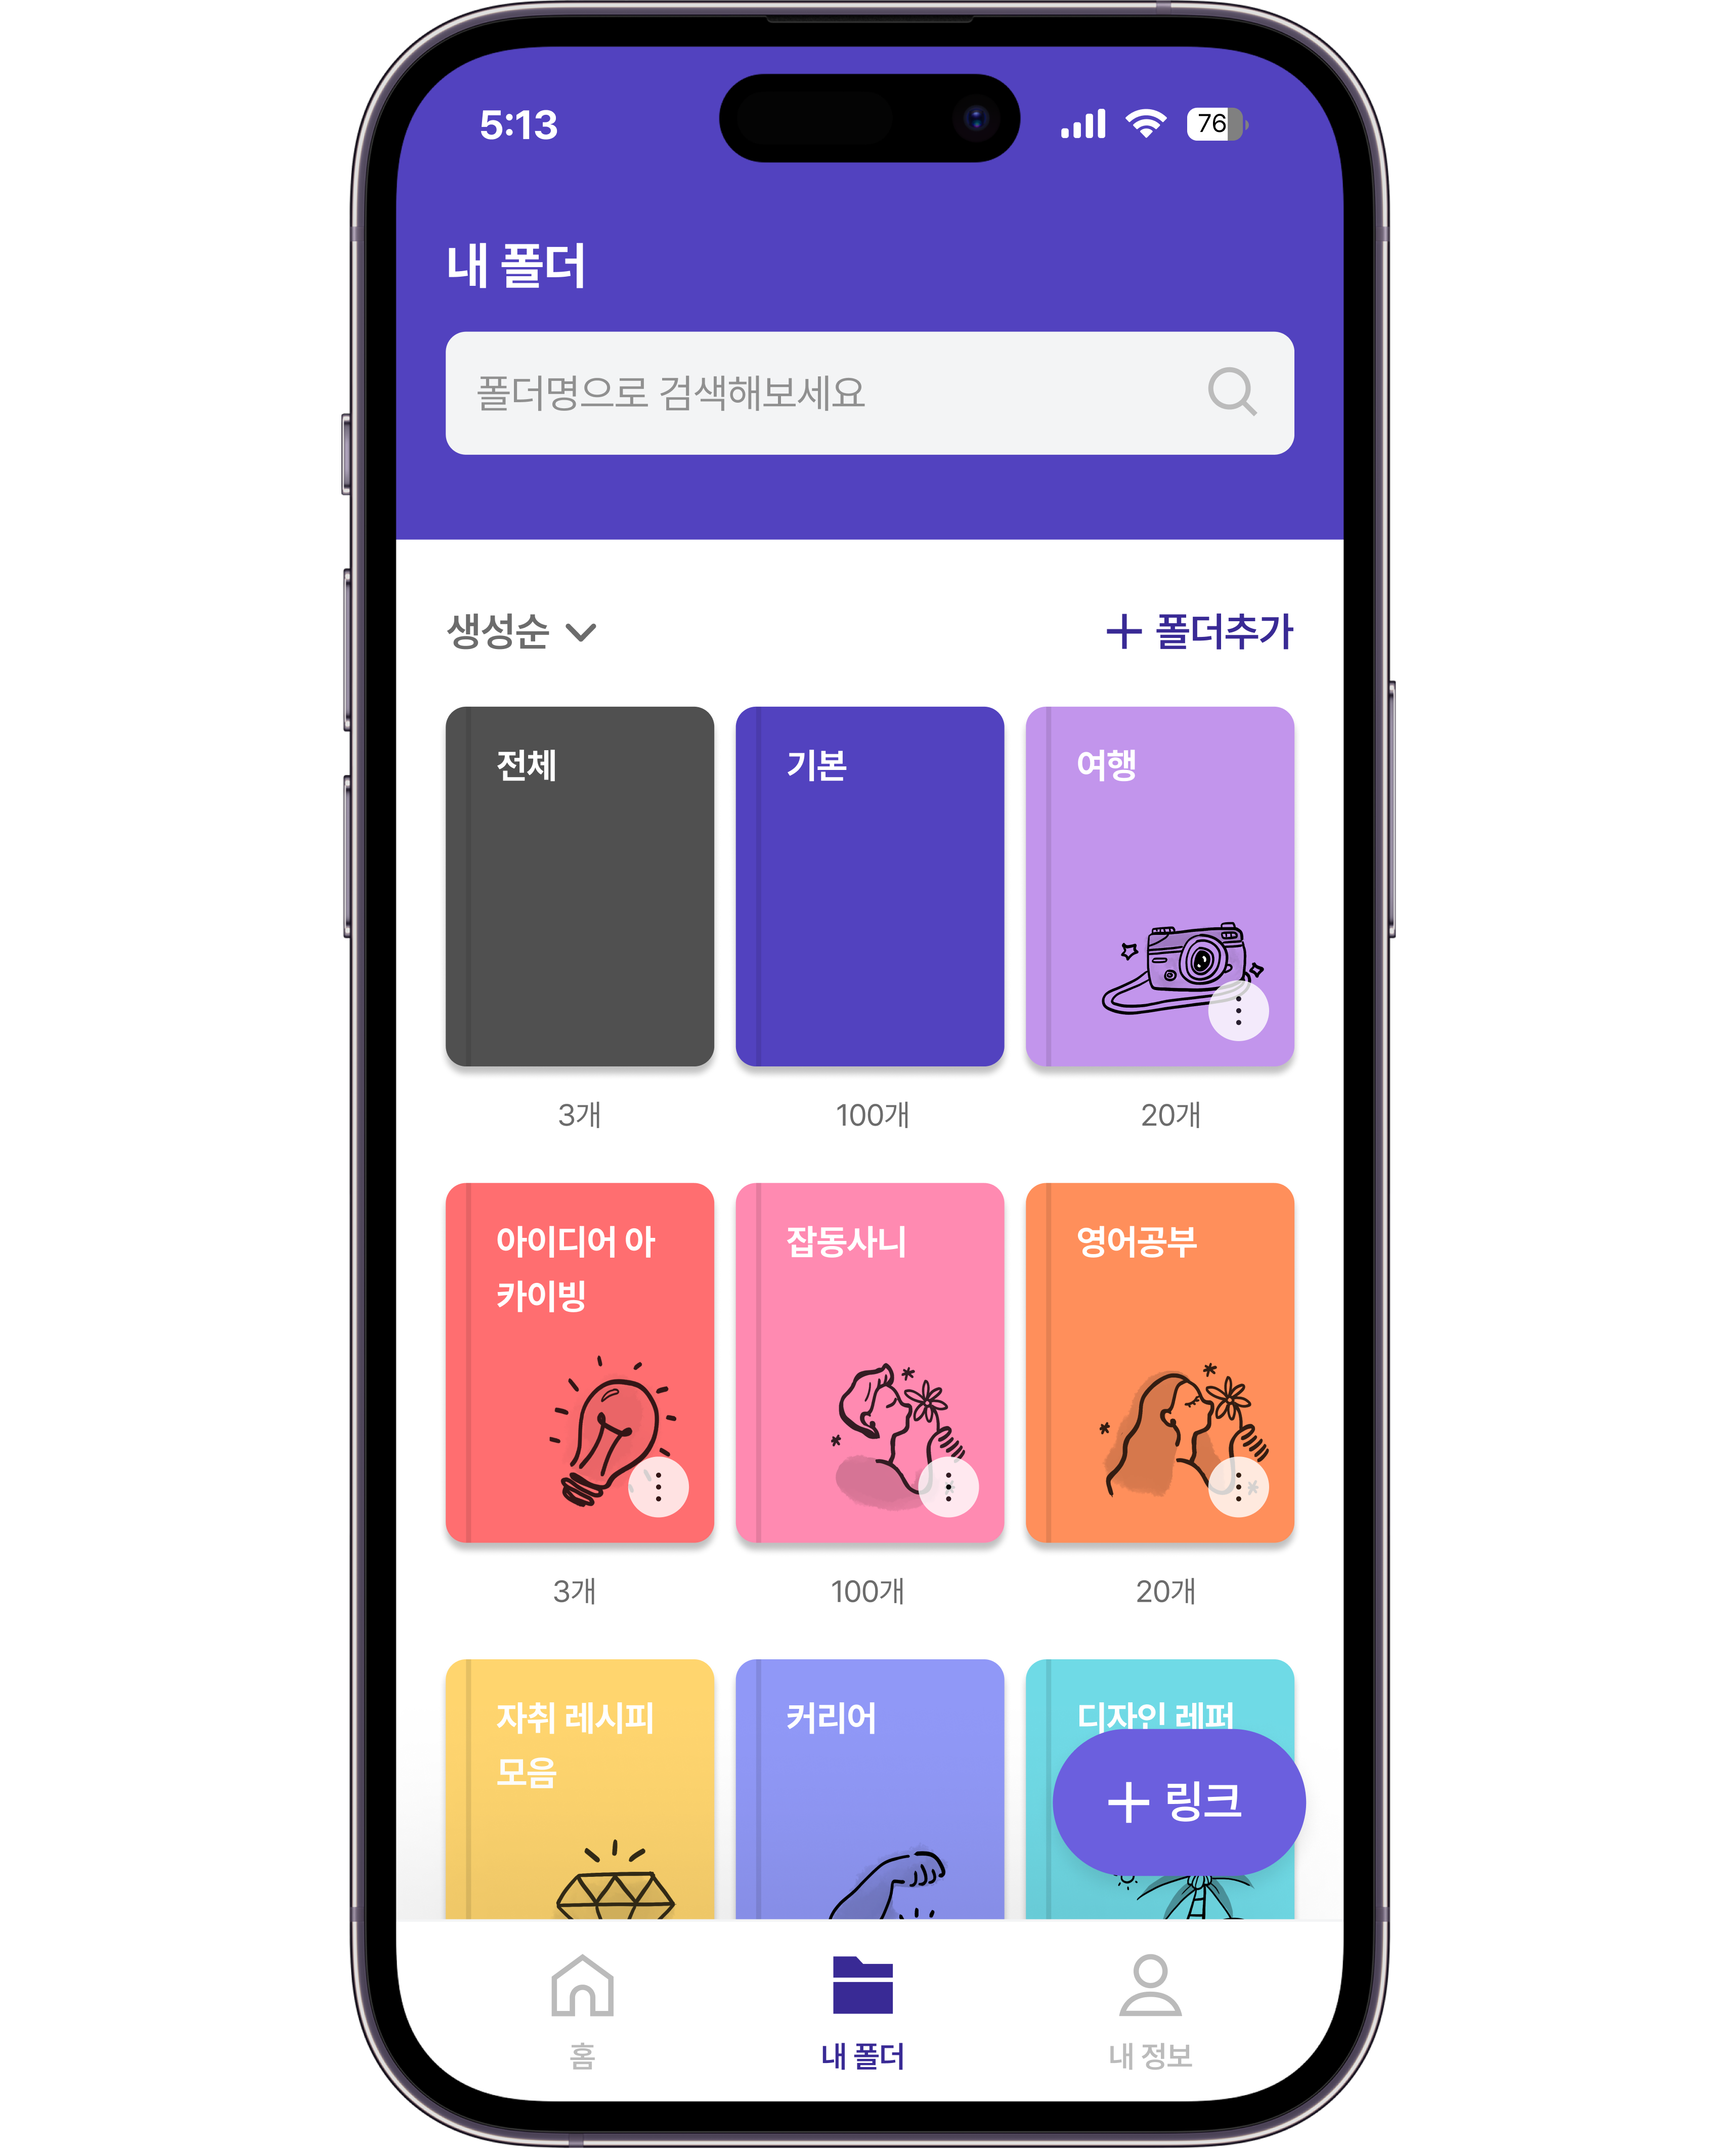 5:13
76
내 폴더
폴더명으로 검색해보세요
생성순
+ 폴더추가
전체
기본
여행
3개
100개
20개
아이디어 아
카이빙
잡동사니
영어공부
3개
100개
20개
자취 레시피
모음
커리어
디자인 레퍼
+ 링크
홈
내 폴더
내 정보